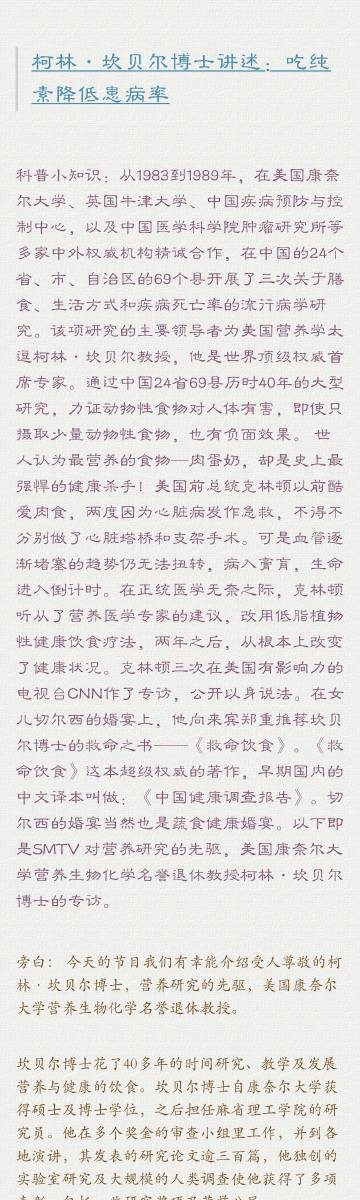 柯林·坎贝尔博士讲述：吃纯
素降低患病率
科普小知识：从1983到1989年，在美国康奈
尔大学、英国牛津大学、中国疾病预防与控
制中心，以及中国医学科学院肿瘤研究所等
多家中外权威机构精诚合作，在中国的24个
省、市、自治区的69个县开展了三次关于膳
食、生活方式和疾病死亡率的流行病学研
究。该项研究的主要领导者为美国营养学太
逗柯林·坎贝尔教授，他是世界顶级权威首
席专家。通过中国24省69县历时40年的大型
研究，力证动物性食物对人体有害，即使只
摄取少量动物性食物，也有负面效果。 世
人认为最营养的食物—肉蛋奶，却是史上最
强悍的健康杀手！美国前总统克林顿以前酷
爱肉食，两度因为心脏病发作急救，不得不
分别做了心脏塔桥和支架手术。可是血管逐
渐堵塞的趋势仍无法扭转，病入膏肓，生命
进入倒计时。在正统医学无奈之际，克林顿
听从了营养医学专家的建议，改用低脂植物
性健康饮食疗法，两年之后，从根本上改变
了健康状况。克林顿三次在美国有影响力的
电视台CNN作了专访，公开以身说法。在女
儿切尔西的婚宴上，他向来宾郑重推荐坎贝
尔博士的救命之书——《救命饮食》。《救
命饮食》这本超级权威的著作，早期国内的
中文译本叫做：《中国健康调查报告》。切
尔西的婚宴当然也是蔬食健康婚宴。以下即
是SMTV 对营养研究的先驱，美国康奈尔大
学营养生物化学名誉退休教授柯林·坎贝尔
博士的专访。
旁白： 今天的节目我们有幸能介绍受人尊敬的柯
林·坎贝尔博士，营养研究的先驱，美国康奈尔
大学营养生物化学名誉退休教授。
坎贝尔博士花了40多年的时间研究、教学及发展
营养与健康的饮食。坎贝尔博士自康奈尔大学获
得硕士及博士学位，之后担任麻省理工学院的研
究员。他在多个奖金的审查小组里工作，并到各
地演讲，其发表的研究论文逾三百篇，他独创的
实验室研究及大规模的人类调查使他获得了多项